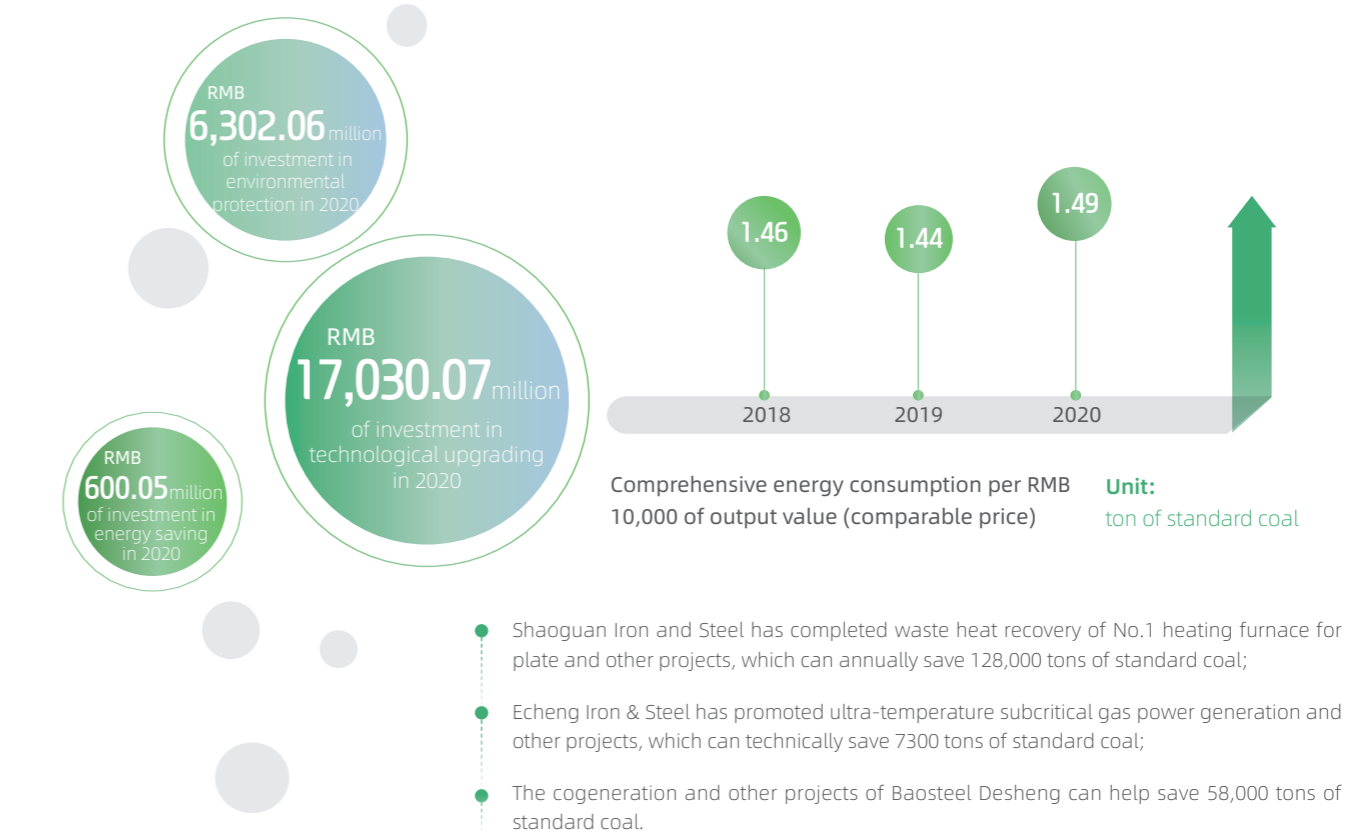 RMB
6,302.06 million
of investment in
environmental
protection in 2020
RMB
17,030.07 million
of investment in
technological upgrading
in 2020
RMB
600.05 million
of investment in
energy saving
in 2020
1.46
1.44
1.49
2018
2019
2020
Comprehensive energy consumption per RMB
10,000 of output value (comparable price)
Unit:
ton of standard coal
Shaoguan Iron and Steel has completed waste heat recovery of No.1 heating furnace for
plate and other projects, which can annually save 128,000 tons of standard coal;
Echeng Iron & Steel has promoted ultra-temperature subcritical gas power generation and
other projects, which can technically save 7300 tons of standard coal;
The cogeneration and other projects of Baosteel Desheng can help save 58,000 tons of
standard coal.